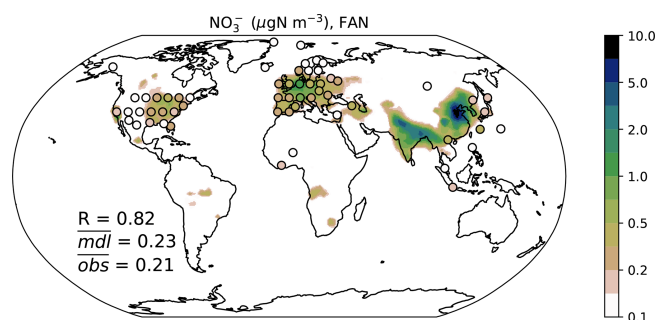 NO₃⁻ (μgN m⁻³), FAN
R = 0.82
mdl = 0.23
obs = 0.21
10.0
5.0
2.0
1.0
0.5
0.2
0.1